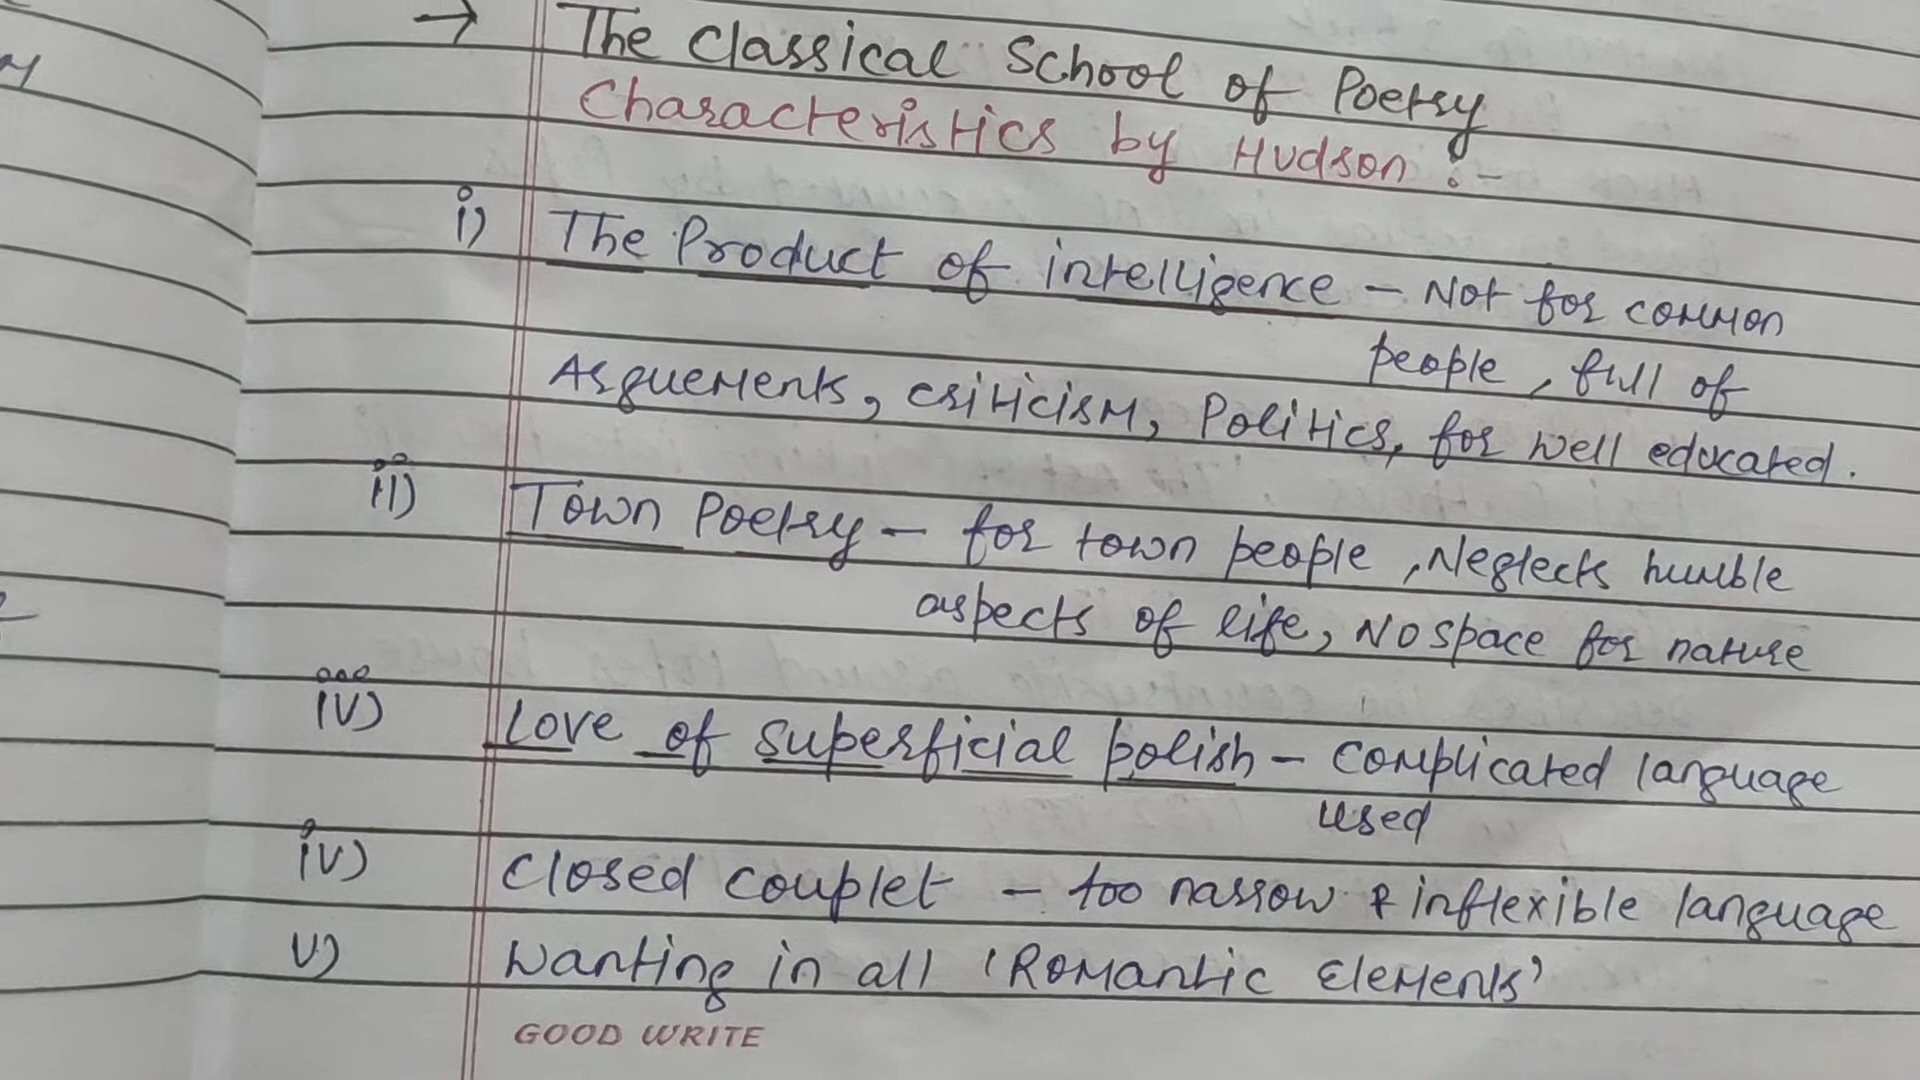 → The Classical School of Poetry
Characteristics by Hudson :-
i) The Product of intelligence - Not for common
people, full of
Arguements, criticism, Politics, for well educated.
ii) Town Poetry - for town people, Neglects humble
aspects of life, No space for nature
iv) Love of superficial polish - complicated language
used
iv) Closed couplet - too narrow & inflexible language
v) Wanting in all 'Romantic Elements'
GOOD WRITE